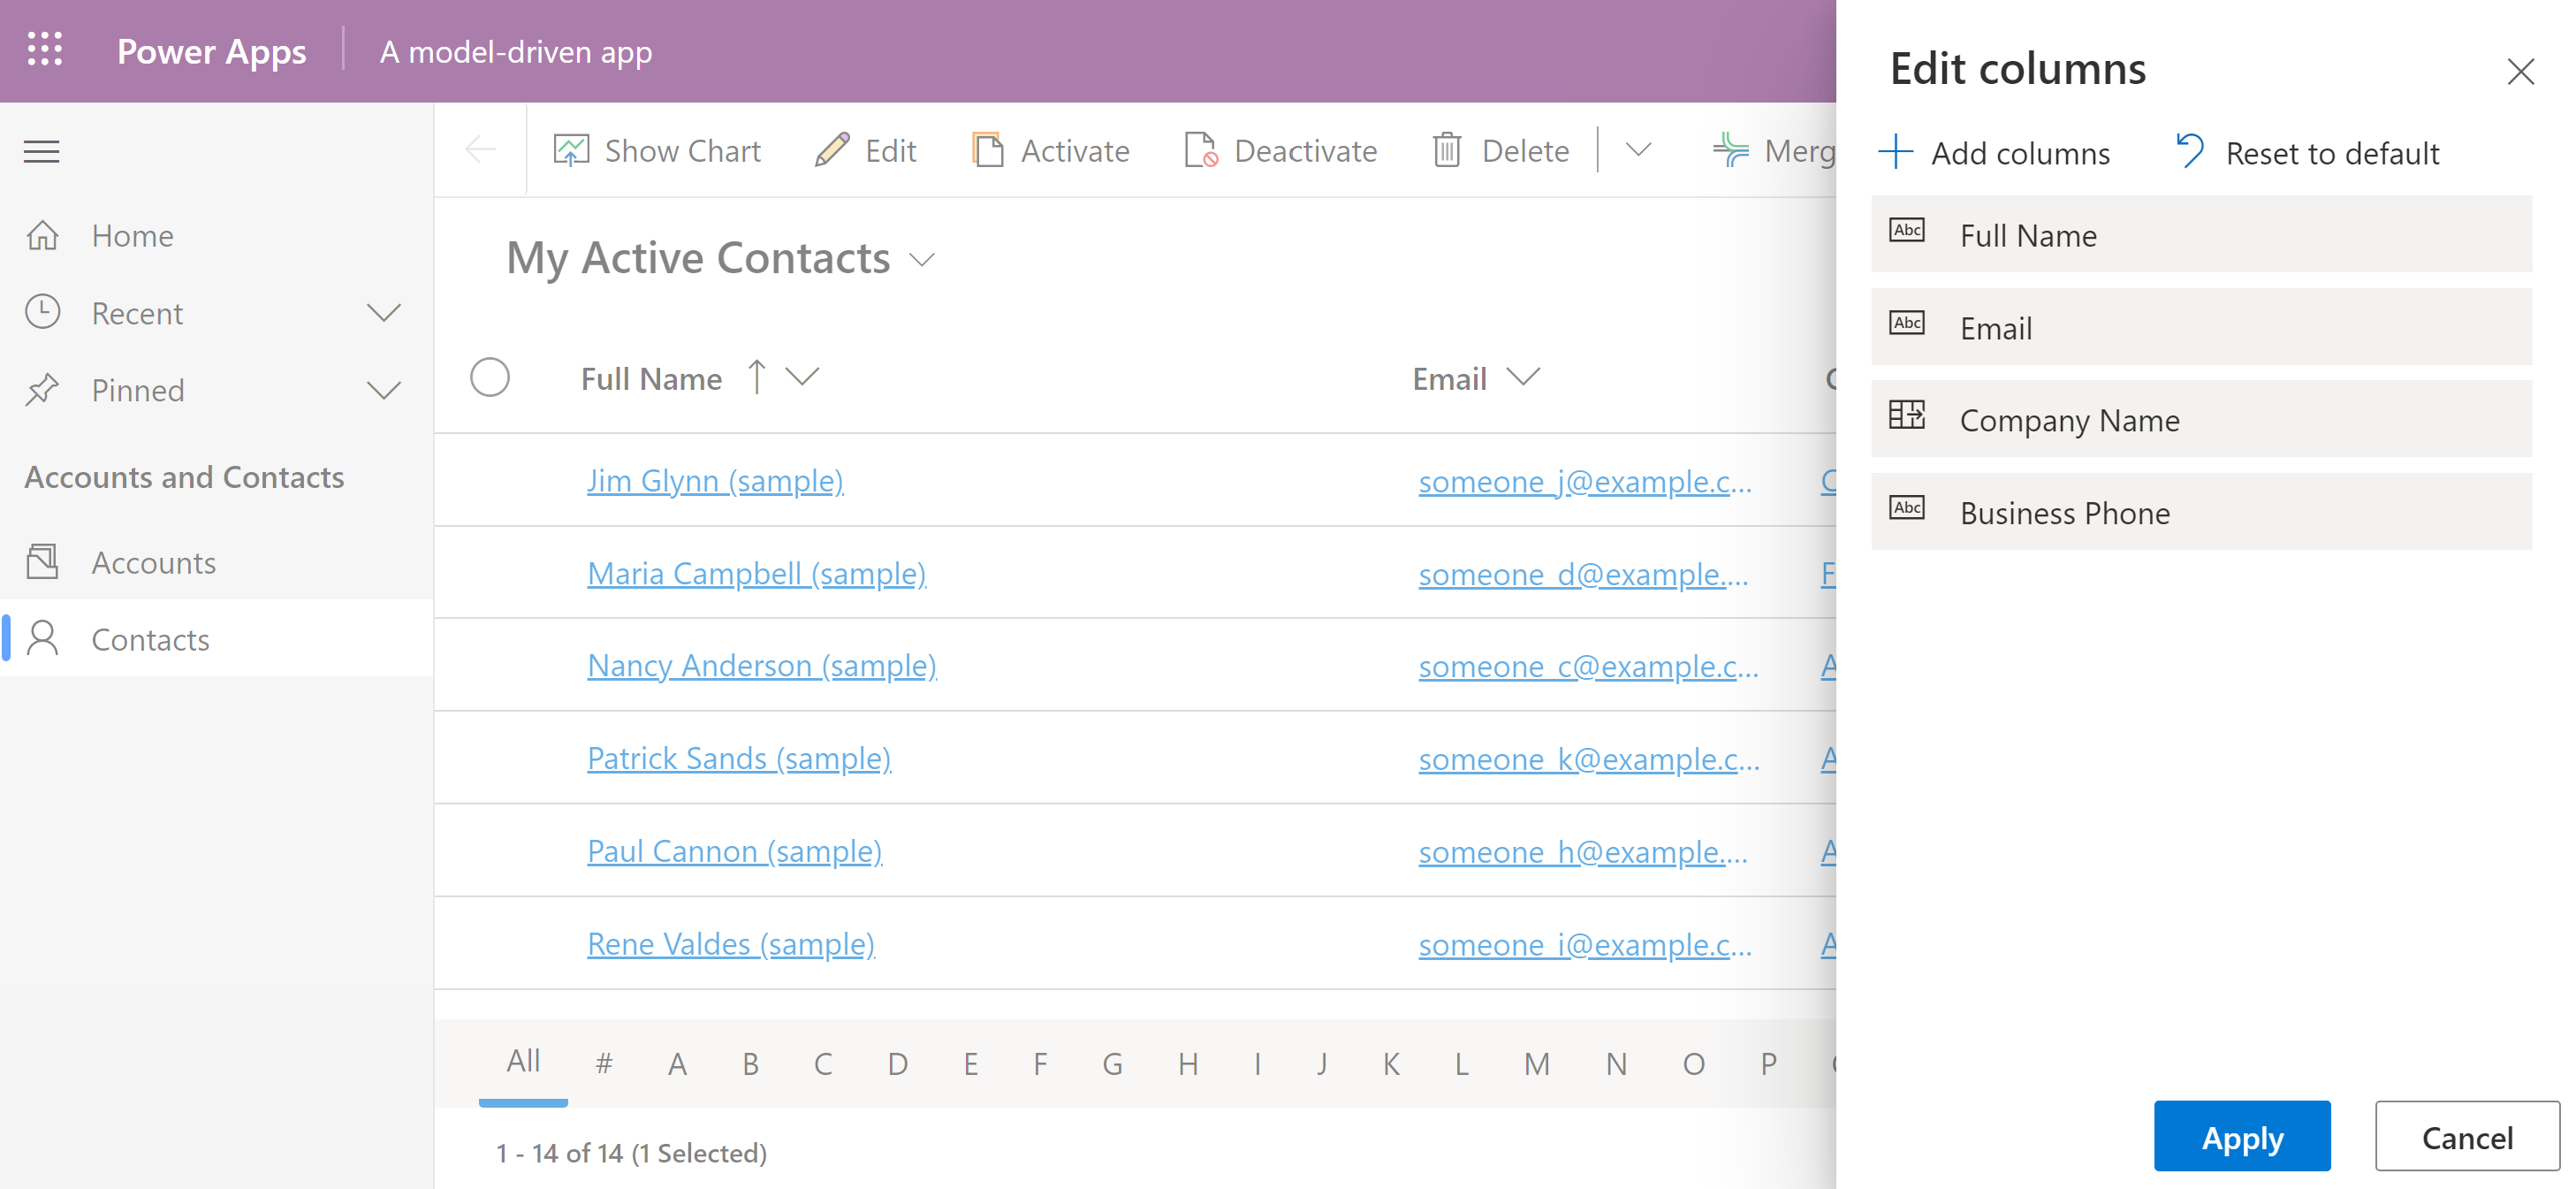 Power Apps
A model-driven app
Home
Recent
Pinned
Accounts and Contacts
Accounts
Contacts
Show Chart
Edit
Activate
Deactivate
Delete
Merg
My Active Contacts
Full Name
Email
Jim Glynn (sample)
someone_j@example.c...
Maria Campbell (sample)
someone_d@example....
Nancy Anderson (sample)
someone_c@example.c...
Patrick Sands (sample)
someone_k@example.c...
Paul Cannon (sample)
someone_h@example....
Rene Valdes (sample)
someone_i@example.c...
All # A B C D E F G H I J K L M N O P
1 - 14 of 14 (1 Selected)
Edit columns
Add columns
Reset to default
Abc Full Name
Abc Email
Company Name
Abc Business Phone
Apply
Cancel